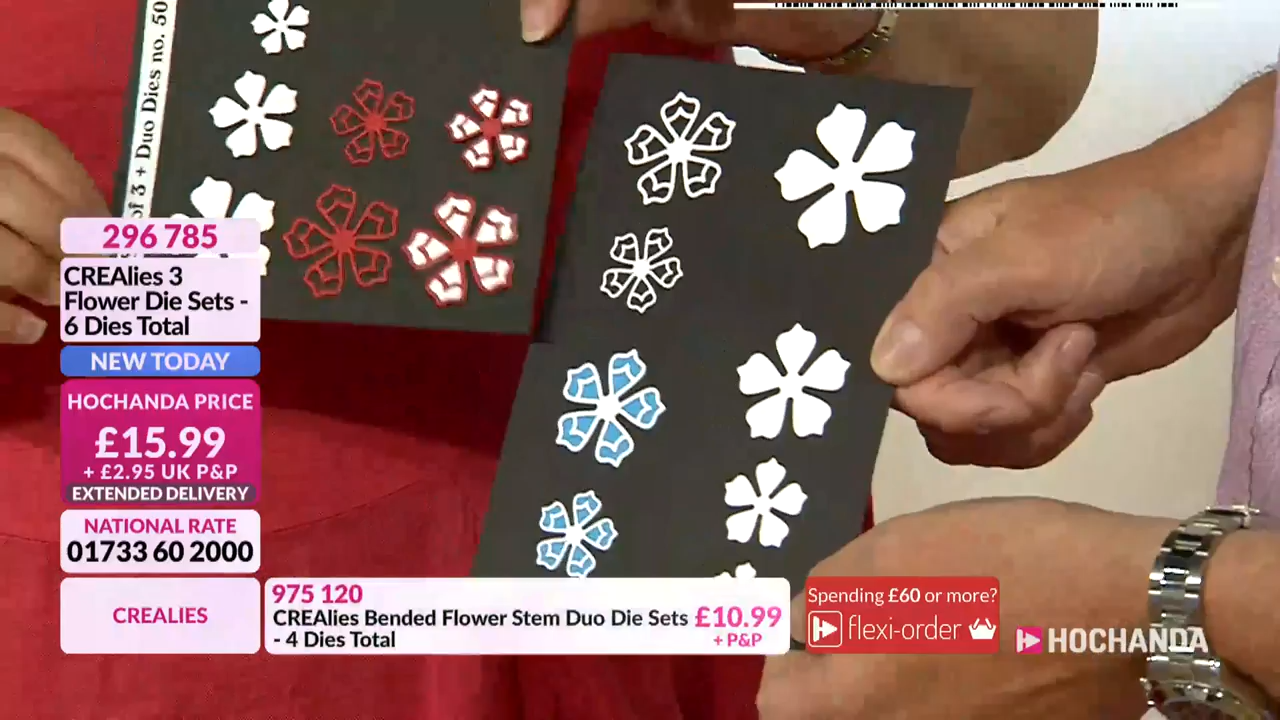 of 3 + Duo Dies no. 50
296 785
CREAlies 3
Flower Die Sets -
6 Dies Total
NEW TODAY
HOCHANDA PRICE
£15.99
+ £2.95 UK P&P
EXTENDED DELIVERY
NATIONAL RATE
01733 60 2000
CREALIES
975 120
CREAlies Bended Flower Stem Duo Die Sets
- 4 Dies Total
£10.99
+ P&P
Spending £60 or more?
flexi-order
HOCHANDA